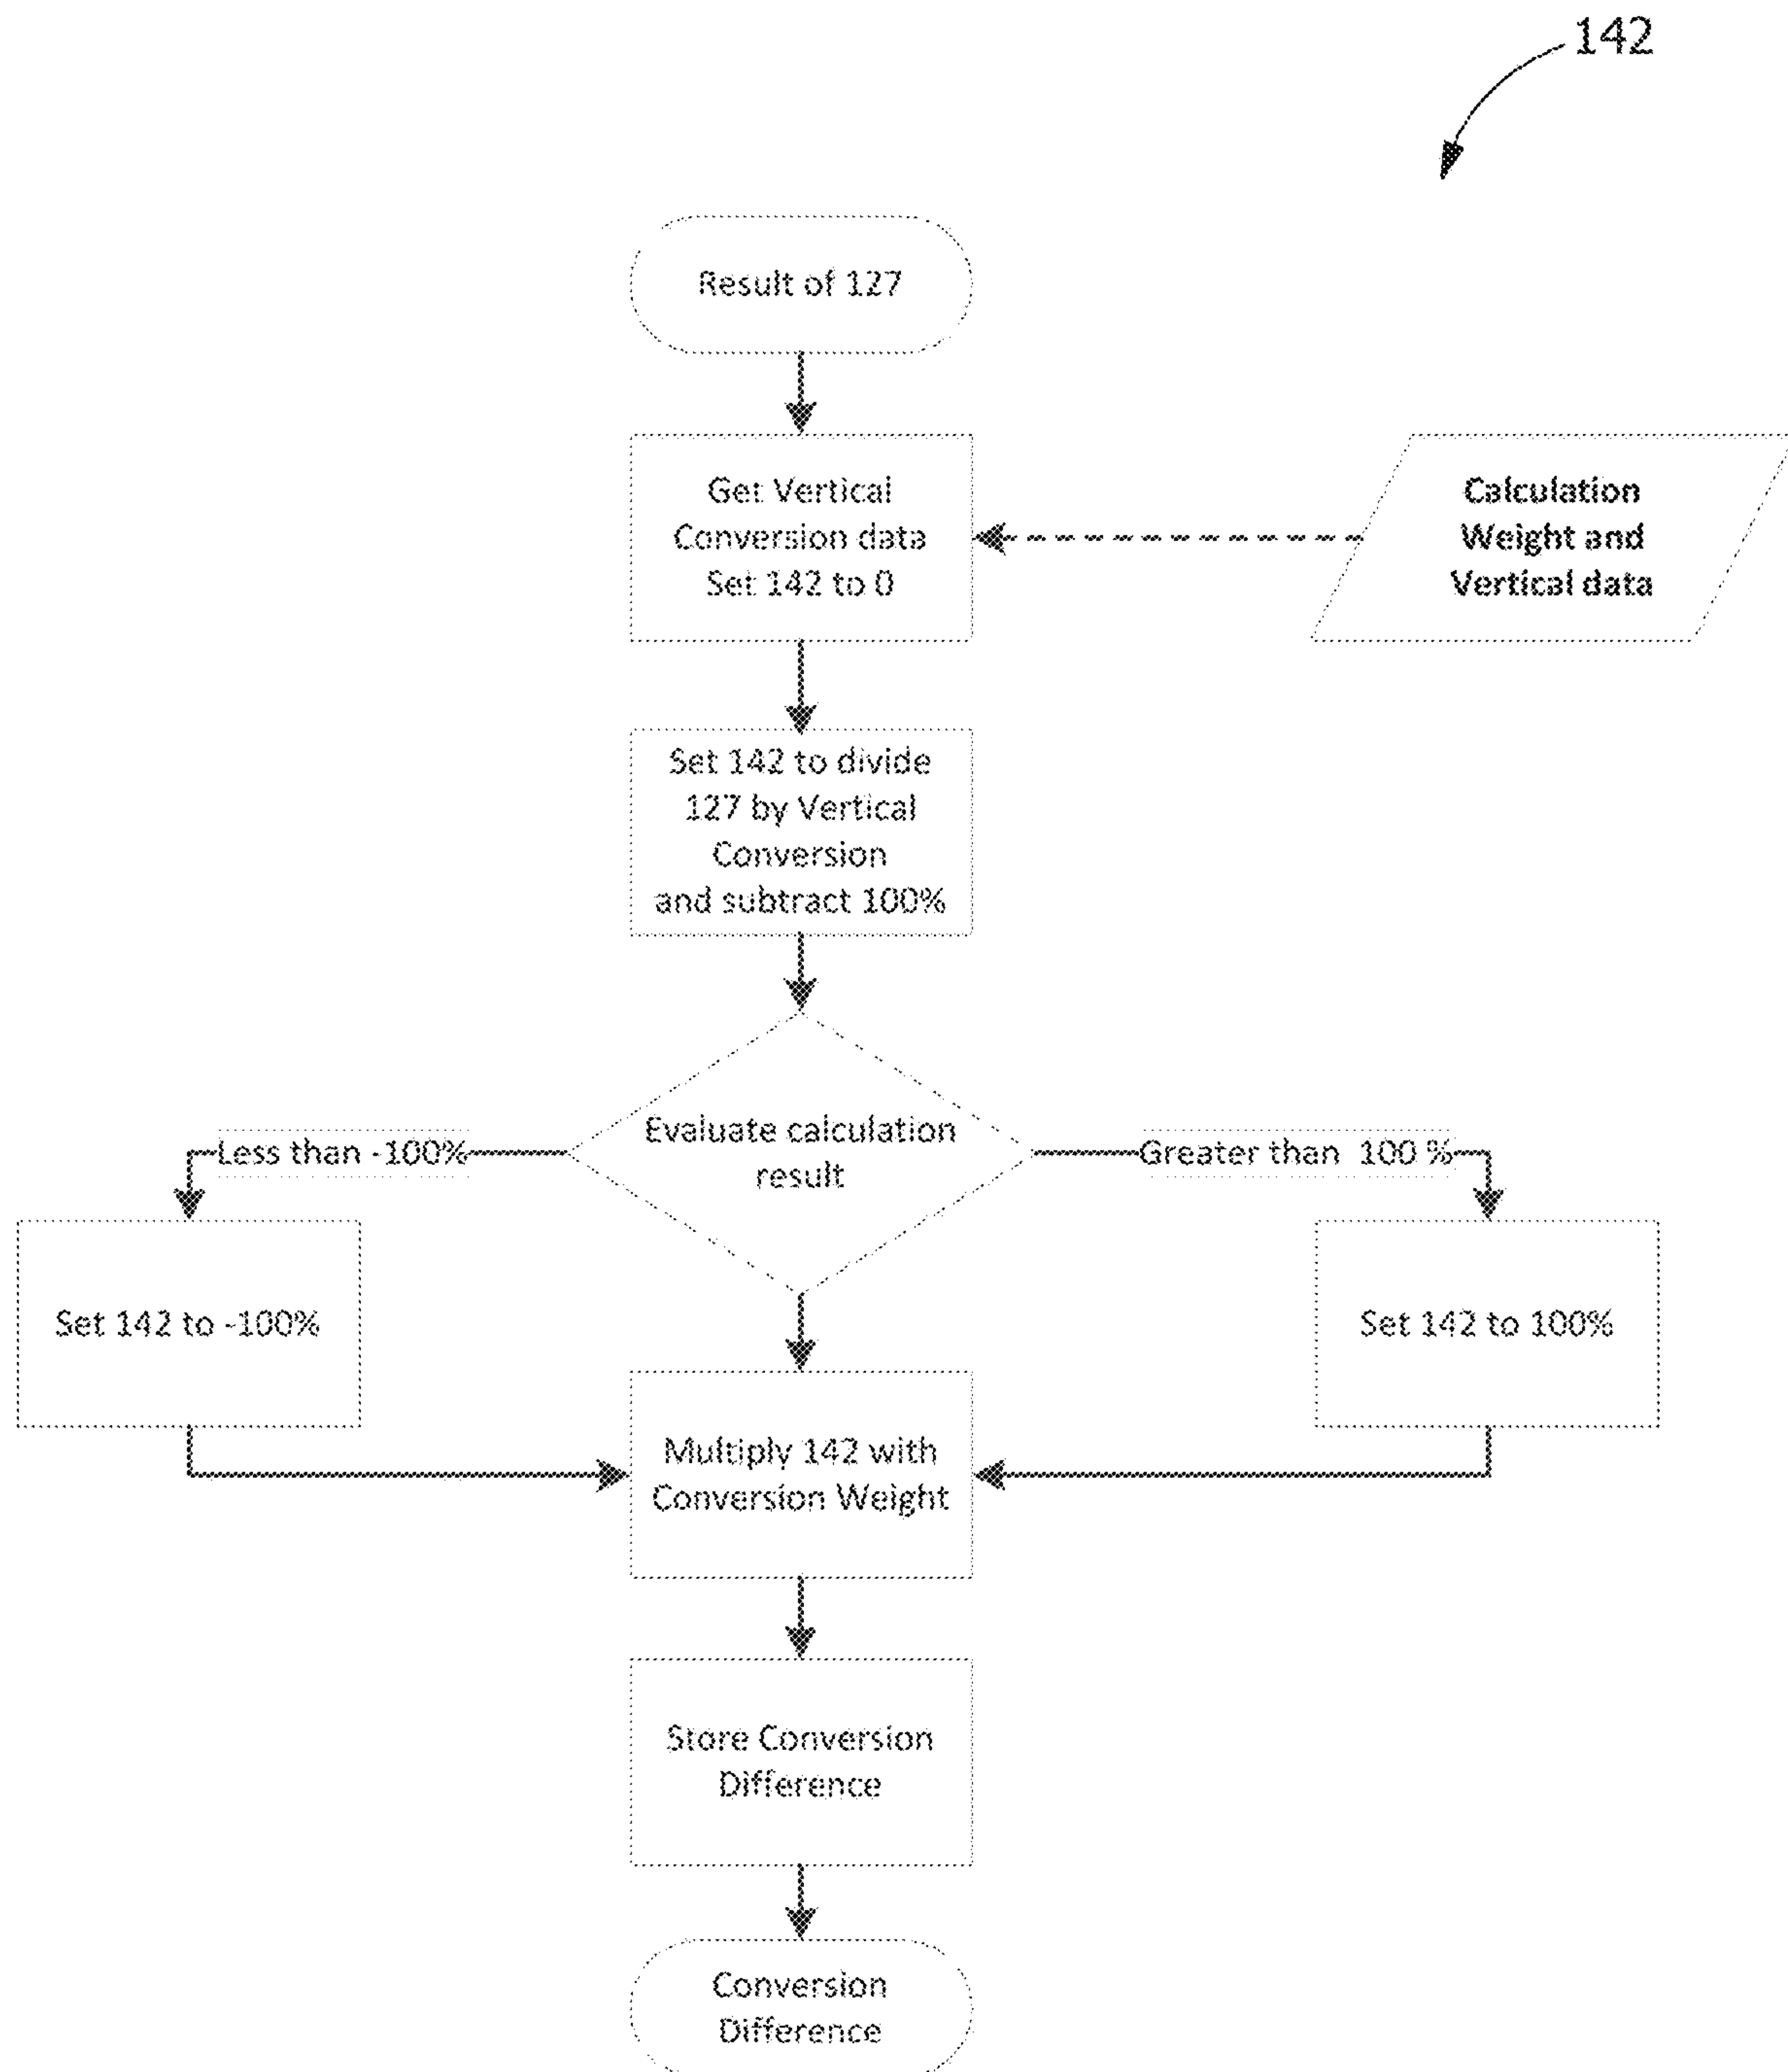 142
Result of 127
Get Vertical
Conversion data
Set 142 to 0
Calculation
Weight and
Vertical data
Set 142 to divide
127 by Vertical
Conversion
and subtract 100%
Evaluate calculation
result
Less than -100%
Greater than 100 %
Set 142 to -100%
Set 142 to 100%
Multiply 142 with
Conversion Weight
Store Conversion
Difference
Conversion
Difference